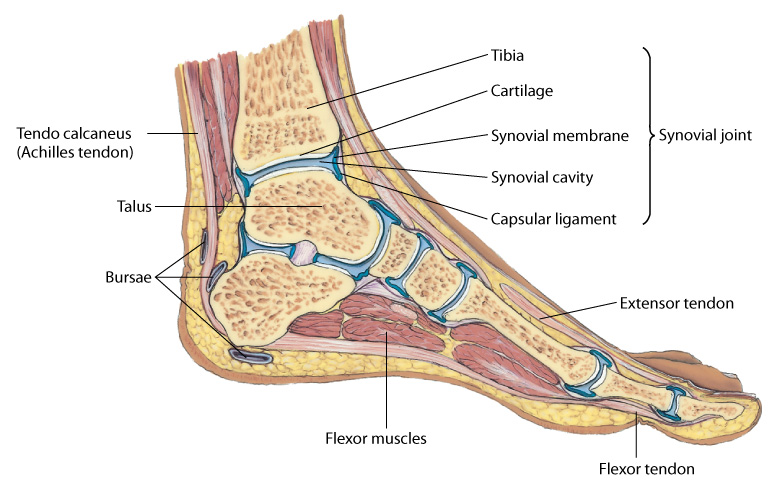 Tibia
Cartilage
Tendo calcaneus
(Achilles tendon)
Synovial membrane
Synovial joint
Synovial cavity
Talus
Capsular ligament
Bursae
Extensor tendon
Flexor muscles
Flexor tendon